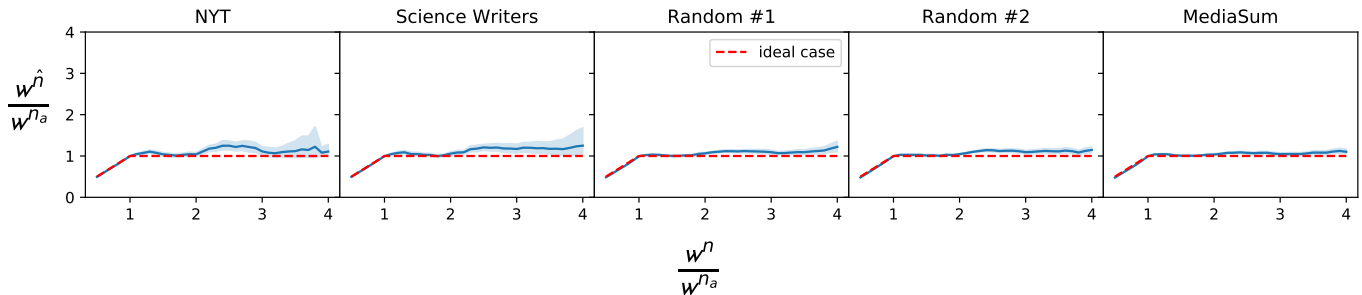 NYT Science Writers Random #1 Random #2 MediaSum
4
3
2
1
0
w^n̂
w^{n_a}
ideal case
1 2 3 4 1 2 3 4 1 2 3 4 1 2 3 4 1 2 3 4
w^n
w^{n_a}